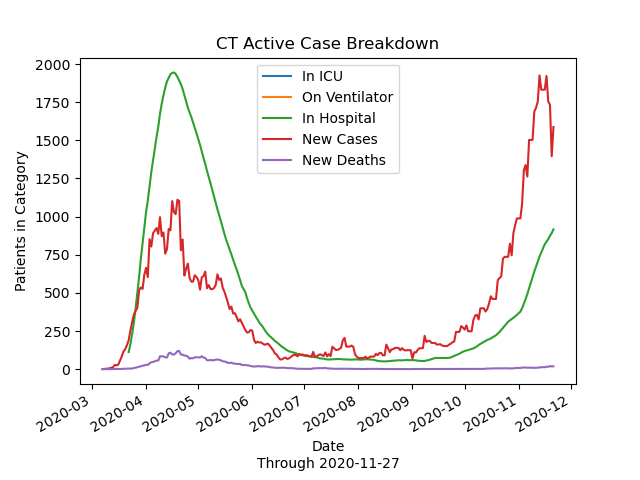 CT Active Case Breakdown
In ICU
On Ventilator
In Hospital
New Cases
New Deaths
Patients in Category
2000
1750
1500
1250
1000
750
500
250
0
2020-03
2020-04
2020-05
2020-06
2020-07
2020-08
2020-09
2020-10
2020-11
2020-12
Date
Through 2020-11-27